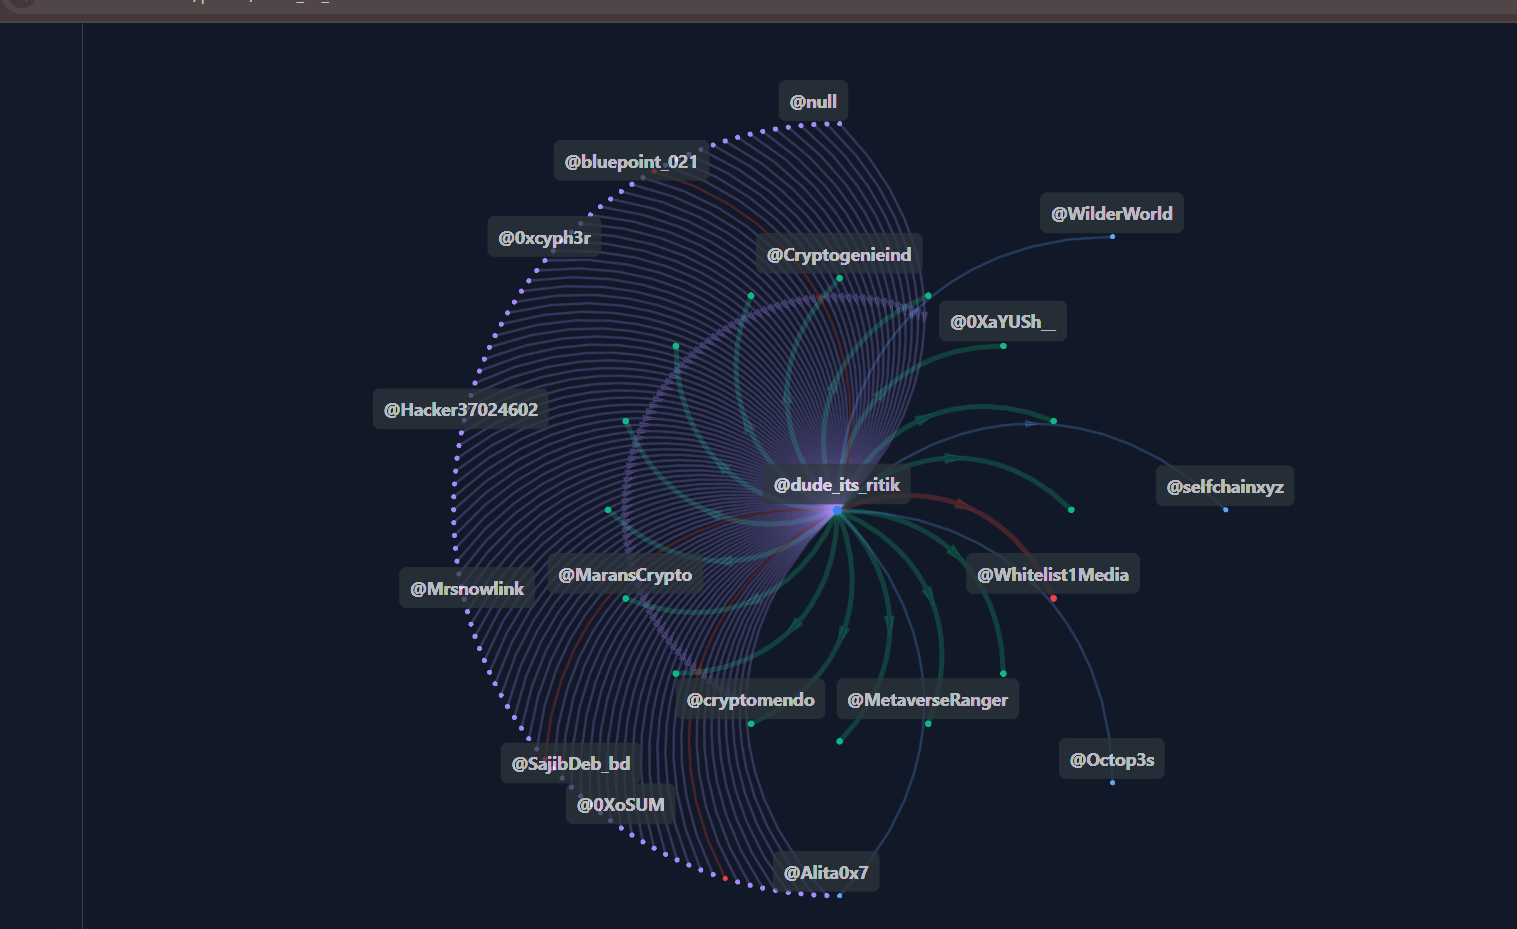 @null
@bluepoint_021
@WilderWorld
@0xcyph3r
@Cryptogenieind
@0XaYUSh__
@Hacker37024602
@dude_its_ritik
@selfchainxyz
@MaransCrypto
@Whitelist1Media
@Mrsnowlink
@cryptomendo
@MetaverseRanger
@SajibDeb_bd
@Octop3s
@0XoSUM
@Alita0x7